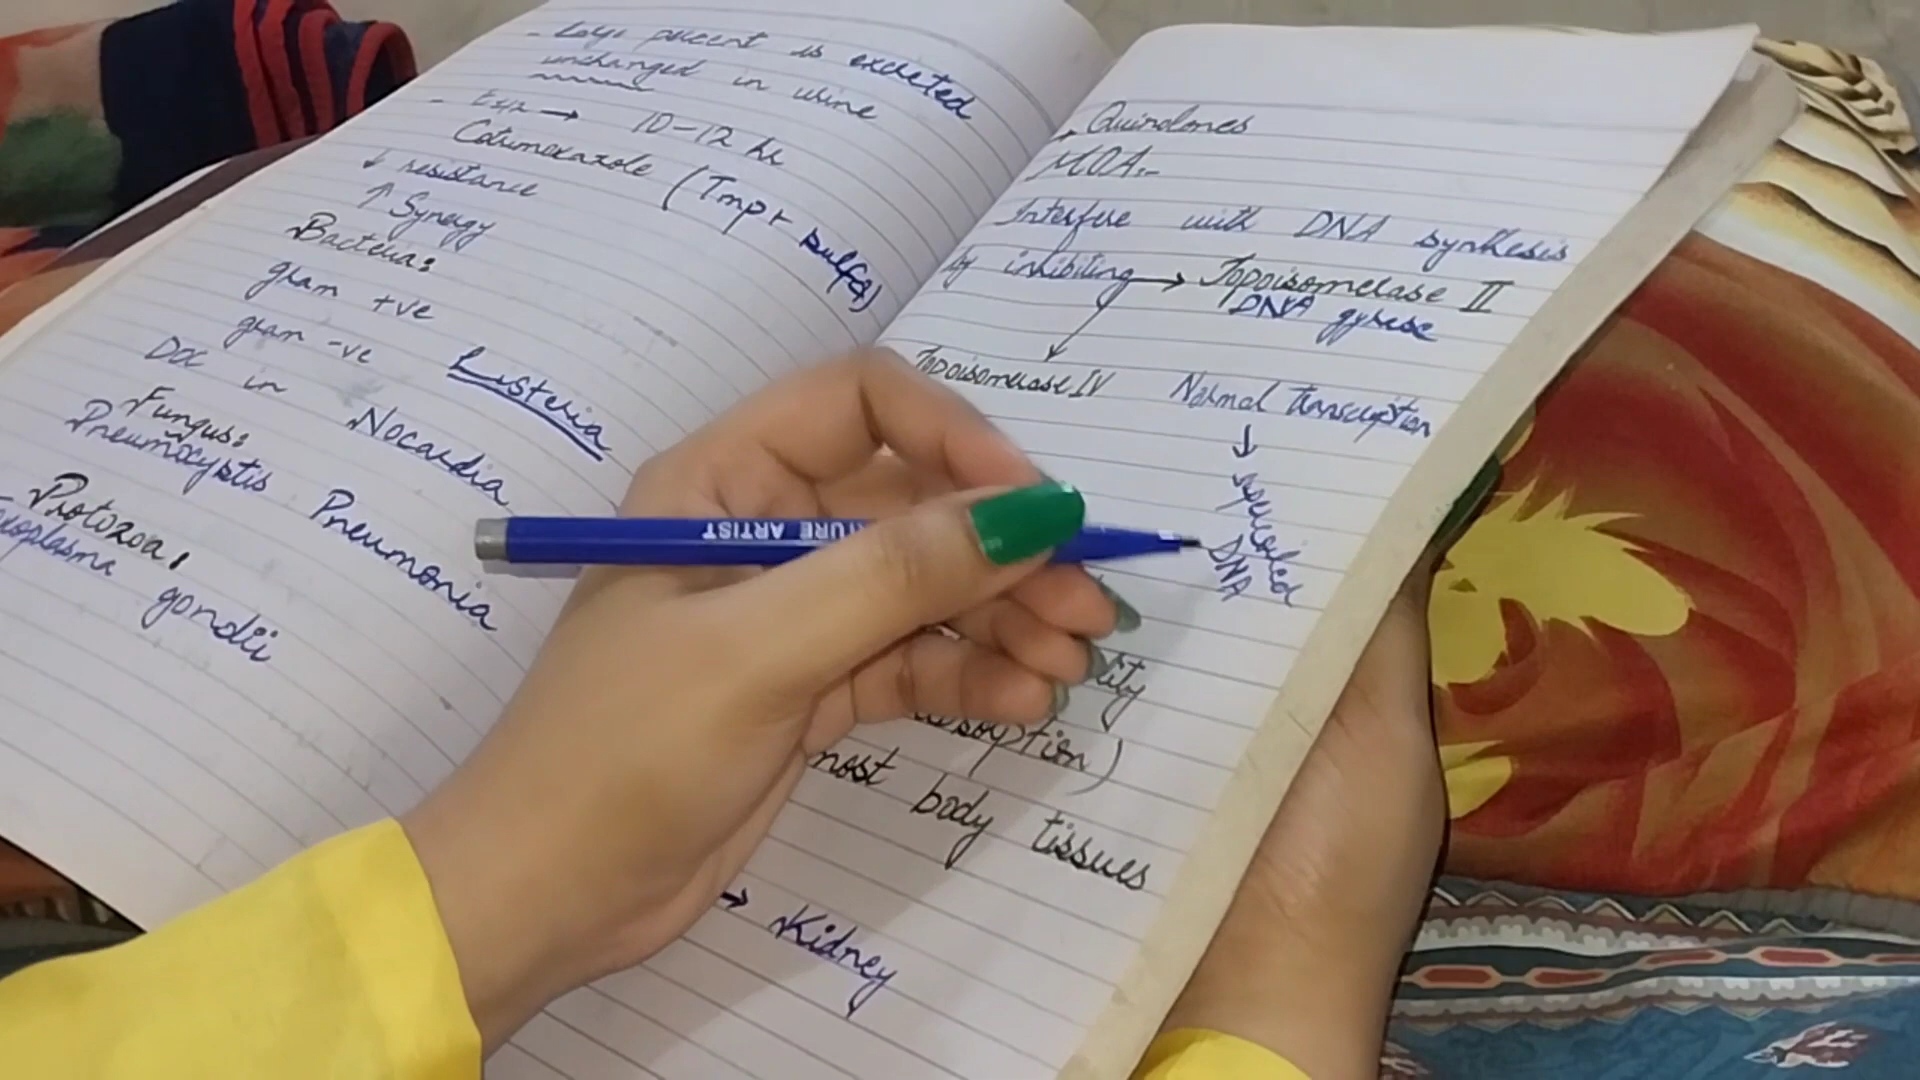 - Large percent is excreted
unchanged in urine
- T1/2 → 10-12 hr
Cotrimoxazole (Tmp+ sulfa)
↓ resistance
↑ Synergy
Bacteria:
gram +ve
gram -ve Listeria
DOC in Nocardia
Fungus:
Pneumocystis Pneumonia
Protozoa:
Toxoplasma gondii
Quinolones
MOA:-
Interfere with DNA synthesis
by inhibiting → Topoisomerase II
DNA gyrase
Topoisomerase IV Normal transcription
↓
supercoiled
DNA
most body tissues
→ Kidney
TURE ARTIST